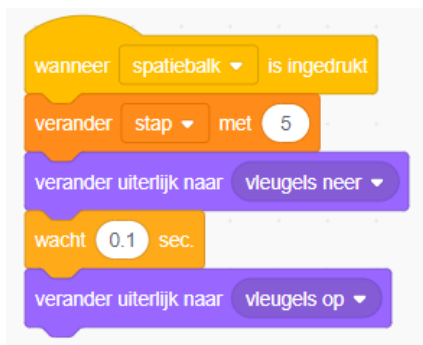 wanneer spatiebalk is ingedrukt
verander stap met 5
verander uiterlijk naar vleugels neer
wacht 0.1 sec.
verander uiterlijk naar vleugels op